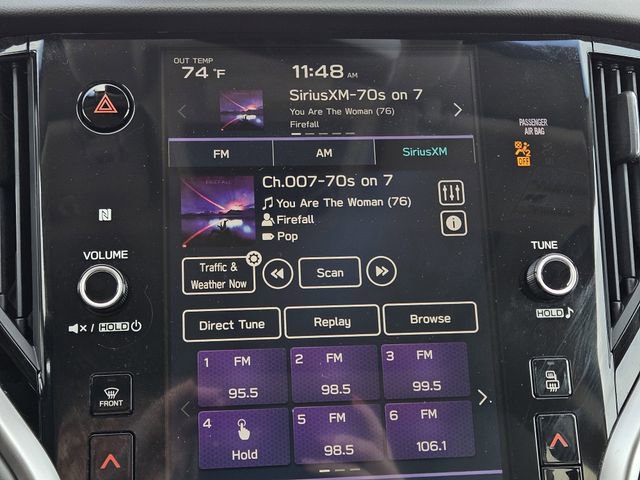 OUT TEMP
74 °F
11:48 AM
SiriusXM-70s on 7
You Are The Woman (76)
Firefall
PASSENGER
AIR BAG
OFF
FM
AM
SiriusXM
FIREFALL
Ch.007-70s on 7
You Are The Woman (76)
Firefall
Pop
VOLUME
TUNE
Traffic &
Weather Now
Scan
HOLD
HOLD
Direct Tune
Replay
Browse
1 FM
95.5
2 FM
98.5
3 FM
99.5
FRONT
4
Hold
5 FM
98.5
6 FM
106.1